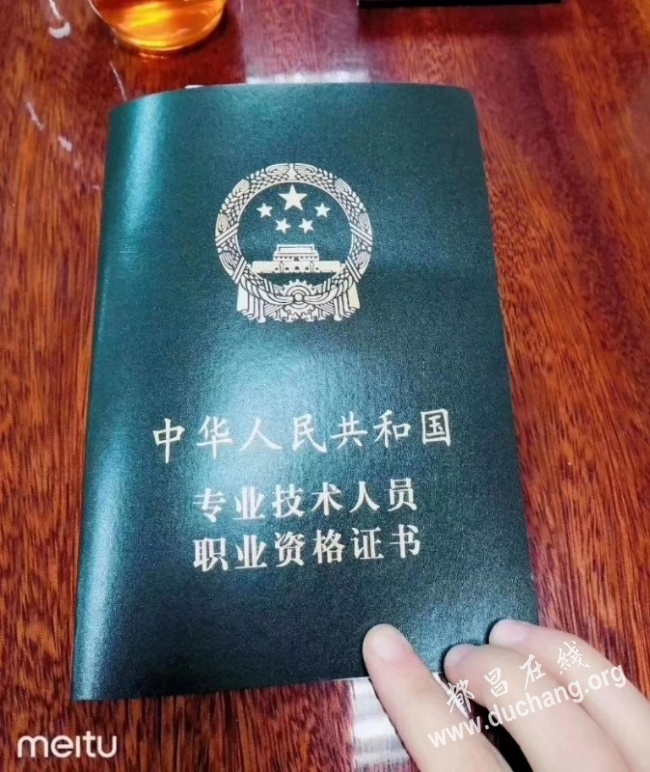 中华人民共和国
专业技术人员
职业资格证书
都昌在线
www.duchang.org
meitu